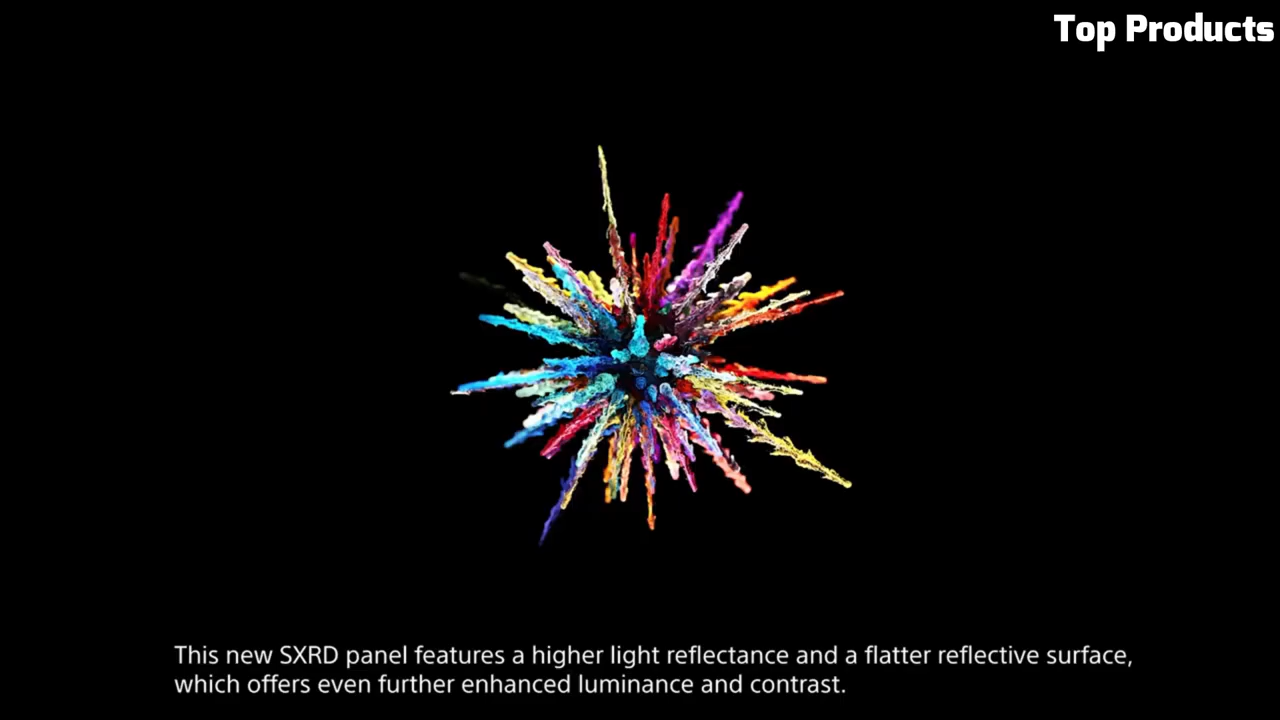 Top Products
This new SXRD panel features a higher light reflectance and a flatter reflective surface,
which offers even further enhanced luminance and contrast.